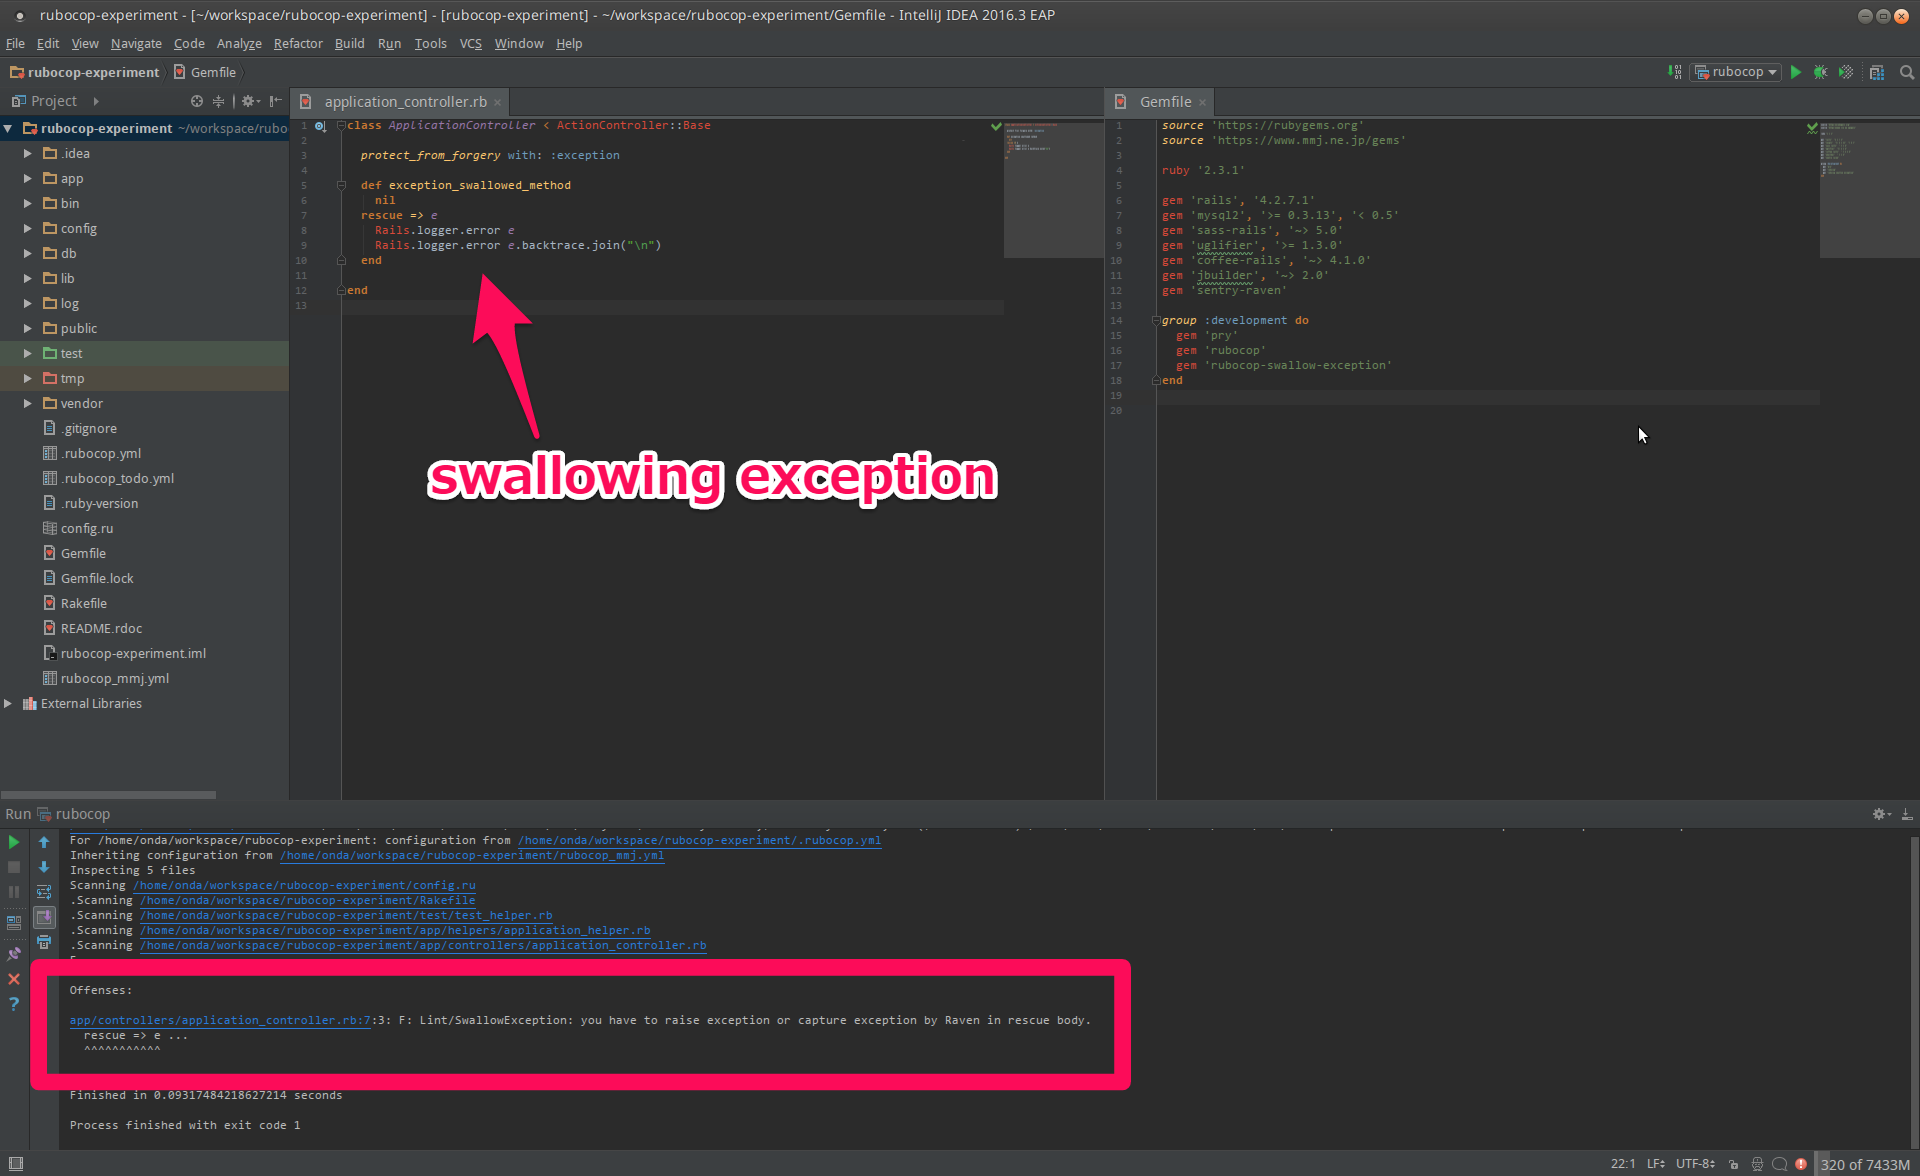 rubocop-experiment - [~/workspace/rubocop-experiment] - [rubocop-experiment] - ~/workspace/rubocop-experiment/Gemfile - IntelliJ IDEA 2016.3 EAP
File Edit View Navigate Code Analyze Refactor Build Run Tools VCS Window Help
rubocop-experiment Gemfile rubocop
Project
rubocop-experiment ~/workspace/rubo
.idea
app
bin
config
db
lib
log
public
test
tmp
vendor
.gitignore
.rubocop.yml
.rubocop_todo.yml
.ruby-version
config.ru
Gemfile
Gemfile.lock
Rakefile
README.rdoc
rubocop-experiment.iml
rubocop_mmj.yml
External Libraries
application_controller.rb
1 class ApplicationController < ActionController::Base
2
3 protect_from_forgery with: :exception
4
5 def exception_swallowed_method
6 nil
7 rescue => e
8 Rails.logger.error e
9 Rails.logger.error e.backtrace.join("\n")
10 end
11
12 end
13
swallowing exception
Gemfile
1 source 'https://rubygems.org'
2 source 'https://www.mmj.ne.jp/gems'
3
4 ruby '2.3.1'
5
6 gem 'rails', '4.2.7.1'
7 gem 'mysql2', '>= 0.3.13', '< 0.5'
8 gem 'sass-rails', '~> 5.0'
9 gem 'uglifier', '>= 1.3.0'
10 gem 'coffee-rails', '~> 4.1.0'
11 gem 'jbuilder', '~> 2.0'
12 gem 'sentry-raven'
13
14 group :development do
15 gem 'pry'
16 gem 'rubocop'
17 gem 'rubocop-swallow-exception'
18 end
19
20
Run rubocop
For /home/onda/workspace/rubocop-experiment: configuration from /home/onda/workspace/rubocop-experiment/.rubocop.yml
Inheriting configuration from /home/onda/workspace/rubocop-experiment/rubocop_mmj.yml
Inspecting 5 files
Scanning /home/onda/workspace/rubocop-experiment/config.ru
.Scanning /home/onda/workspace/rubocop-experiment/Rakefile
.Scanning /home/onda/workspace/rubocop-experiment/test/test_helper.rb
.Scanning /home/onda/workspace/rubocop-experiment/app/helpers/application_helper.rb
.Scanning /home/onda/workspace/rubocop-experiment/app/controllers/application_controller.rb
Offenses:
app/controllers/application_controller.rb:7:3: F: Lint/SwallowException: you have to raise exception or capture exception by Raven in rescue body.
rescue => e ...
^^^^^^^^^^^
Finished in 0.09317484218627214 seconds
Process finished with exit code 1
22:1 LF UTF-8 320 of 7433M